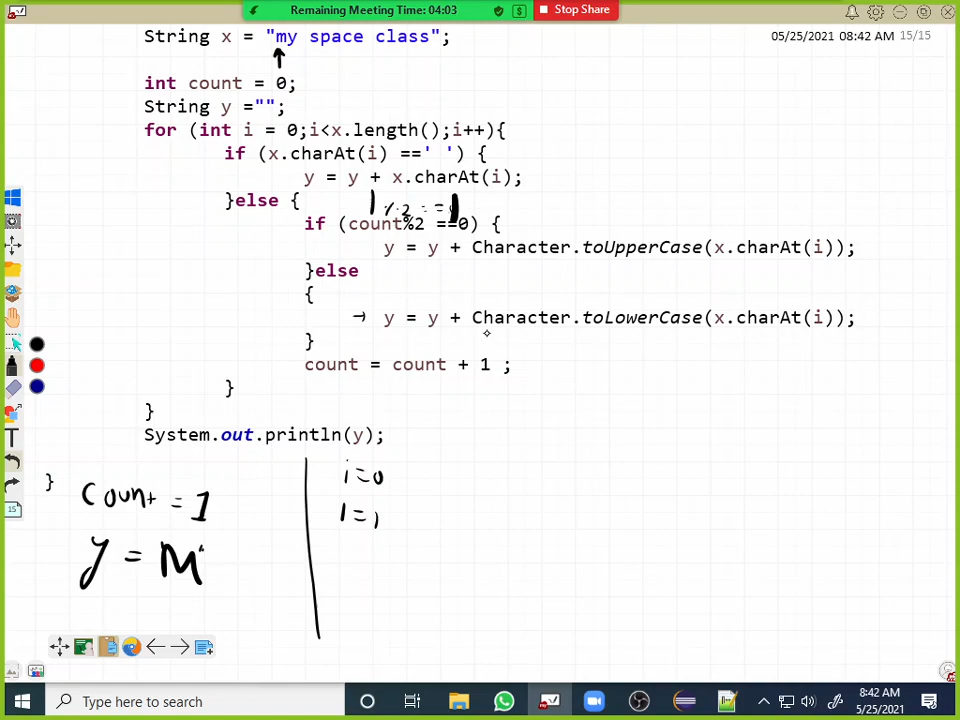 Remaining Meeting Time: 04:03
Stop Share
String x = "my space class";
05/25/2021 08:42 AM 15/15
int count = 0;
String y ="";
for (int i = 0;i<x.length();i++){
if (x.charAt(i) ==' ') {
y = y + x.charAt(i);
}else {
1 % 2 ==
if (count%2 ==0) {
y = y + Character.toUpperCase(x.charAt(i));
}else
{
→ y = y + Character.toLowerCase(x.charAt(i));
}
count = count + 1 ;
}
}
System.out.println(y);
}
i=0
count = 1
i=1
y = M
T
15
Type here to search
8:42 AM
5/25/2021